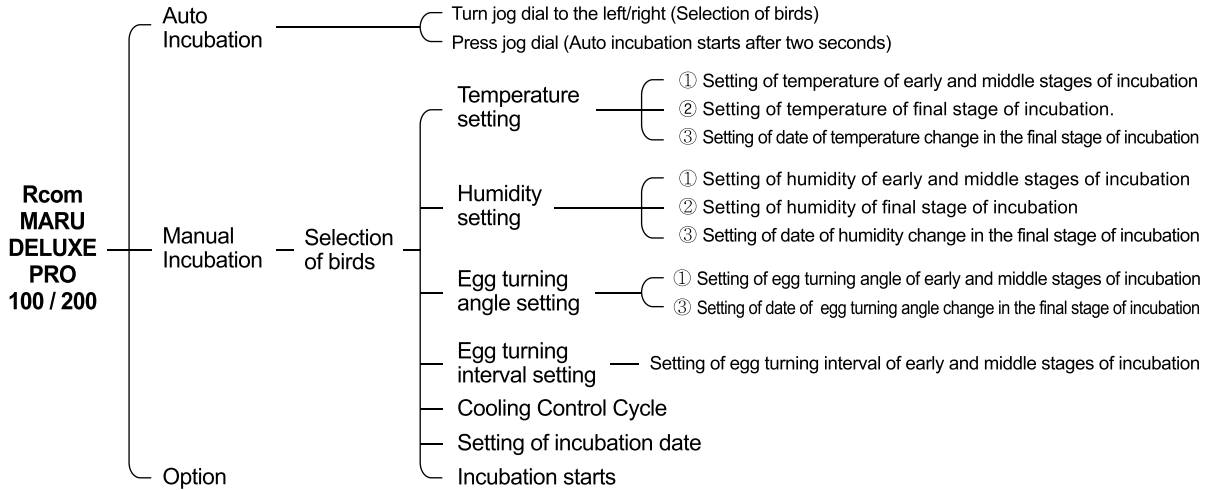 Rcom
MARU
DELUXE
PRO
100 / 200
Auto
Incubation
Turn jog dial to the left/right (Selection of birds)
Press jog dial (Auto incubation starts after two seconds)
Manual
Incubation
Selection
of birds
Temperature
setting
① Setting of temperature of early and middle stages of incubation
② Setting of temperature of final stage of incubation.
③ Setting of date of temperature change in the final stage of incubation
Humidity
setting
① Setting of humidity of early and middle stages of incubation
② Setting of humidity of final stage of incubation
③ Setting of date of humidity change in the final stage of incubation
Egg turning
angle setting
① Setting of egg turning angle of early and middle stages of incubation
③ Setting of date of egg turning angle change in the final stage of incubation
Egg turning
interval setting
Setting of egg turning interval of early and middle stages of incubation
Cooling Control Cycle
Setting of incubation date
Incubation starts
Option